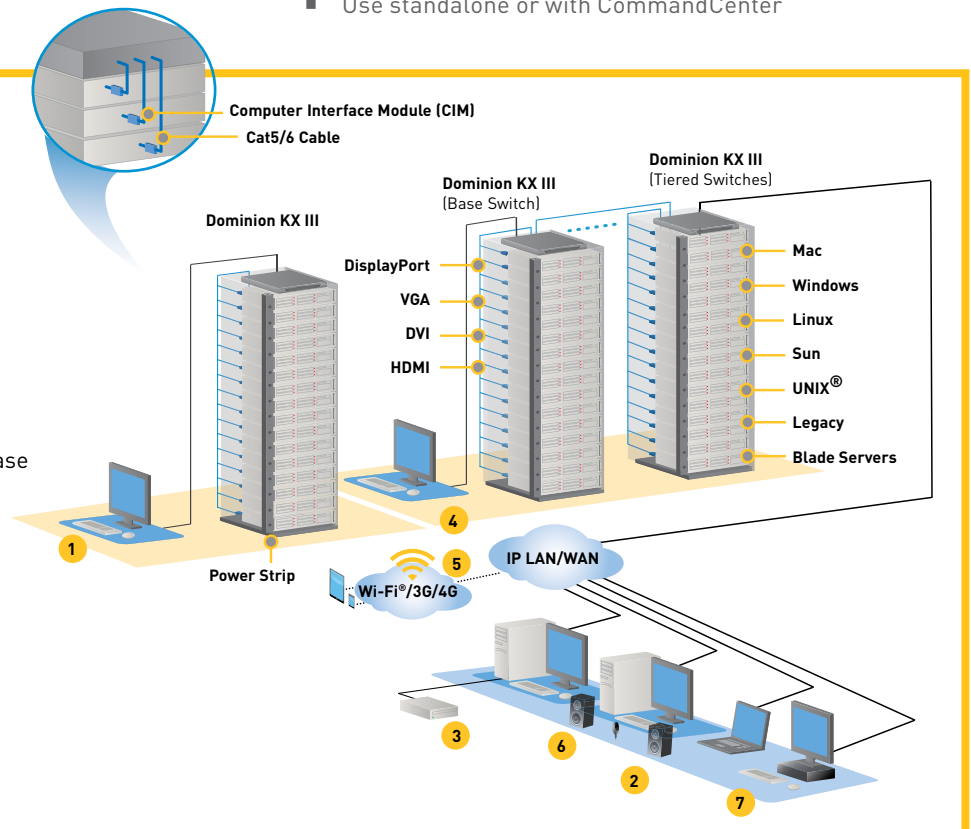 Use standalone or with CommandCenter
Computer Interface Module (CIM)
Cat5/6 Cable
Dominion KX III
Dominion KX III
(Base Switch)
Dominion KX III
(Tiered Switches)
DisplayPort
VGA
DVI
HDMI
Mac
Windows
Linux
Sun
UNIX®
Legacy
Blade Servers
1
Power Strip
4
5
Wi-Fi®/3G/4G
IP LAN/WAN
3
6
2
7